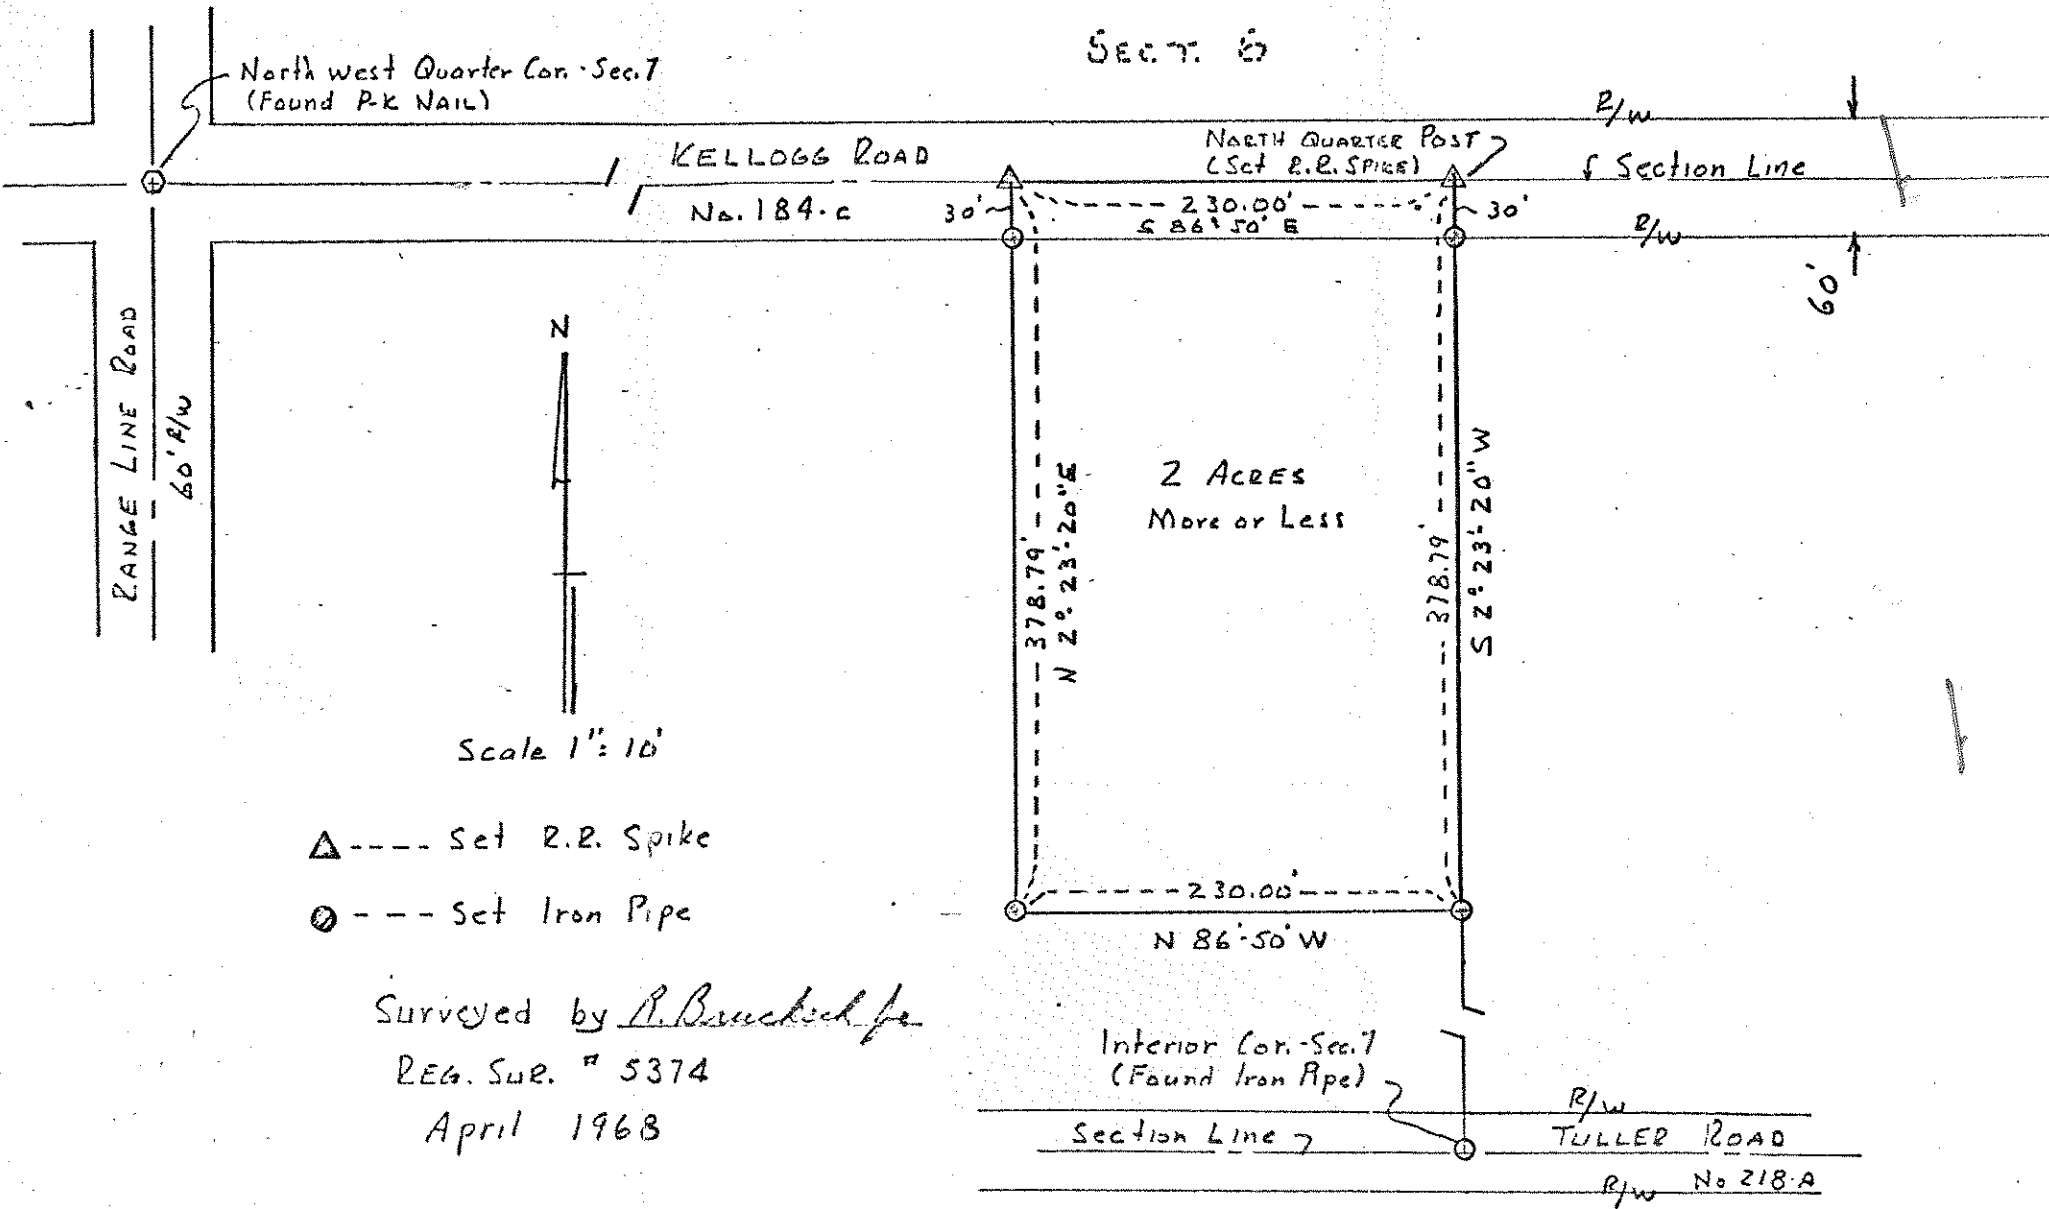 SECT. 6
North west Quarter Cor. Sec. 7
(Found P-K NAIL)
R/W
KELLOGG ROAD
NORTH QUARTER POST
(Set R.R. SPIKE)
Section Line
No. 184-C
30'
230.00'
S 86° 50' E
30'
R/W
60'
RANGE LINE ROAD
60' R/W
N
378.79'
N 2°-23'-20" E
2 ACRES
More or Less
378.79'
S 2°-23'-20" W
Scale 1" = 10'
---- Set R.R. Spike
--- Set Iron Pipe
230.00'
N 86°-50' W
Surveyed by
REG. SUR. # 5374
April 1968
Interior Cor.-Sec. 7
(Found Iron Pipe)
R/W
Section Line
TULLER ROAD
R/W
No 218-A